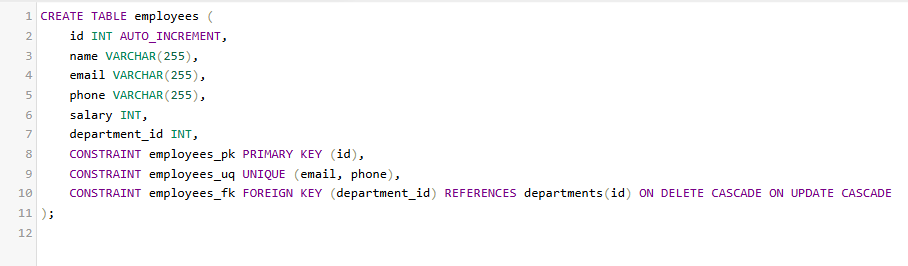 1 CREATE TABLE employees (
2 id INT AUTO_INCREMENT,
3 name VARCHAR(255),
4 email VARCHAR(255),
5 phone VARCHAR(255),
6 salary INT,
7 department_id INT,
8 CONSTRAINT employees_pk PRIMARY KEY (id),
9 CONSTRAINT employees_uq UNIQUE (email, phone),
10 CONSTRAINT employees_fk FOREIGN KEY (department_id) REFERENCES departments(id) ON DELETE CASCADE ON UPDATE CASCADE
11 );
12